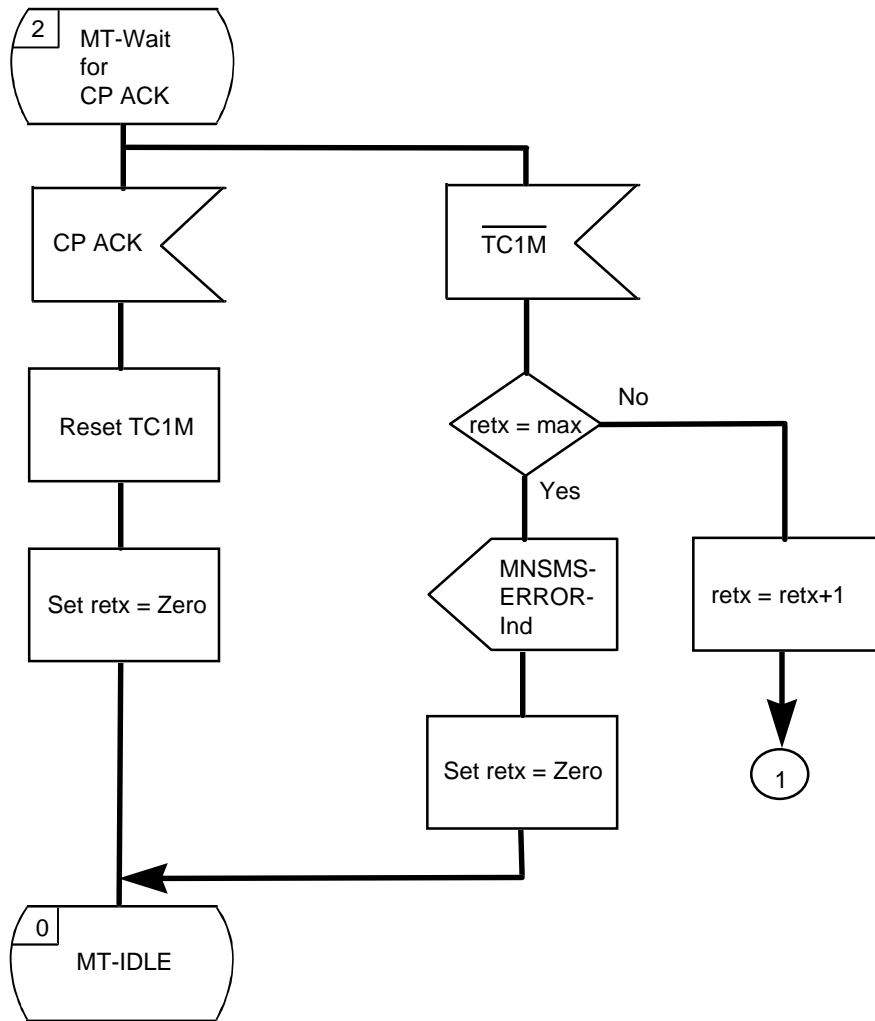 2
MT-Wait
for
CP ACK
CP ACK
TC1M
Reset TC1M
retx = max
No
Yes
Set retx = Zero
MNSMS-
ERROR-
Ind
retx = retx+1
Set retx = Zero
1
0
MT-IDLE